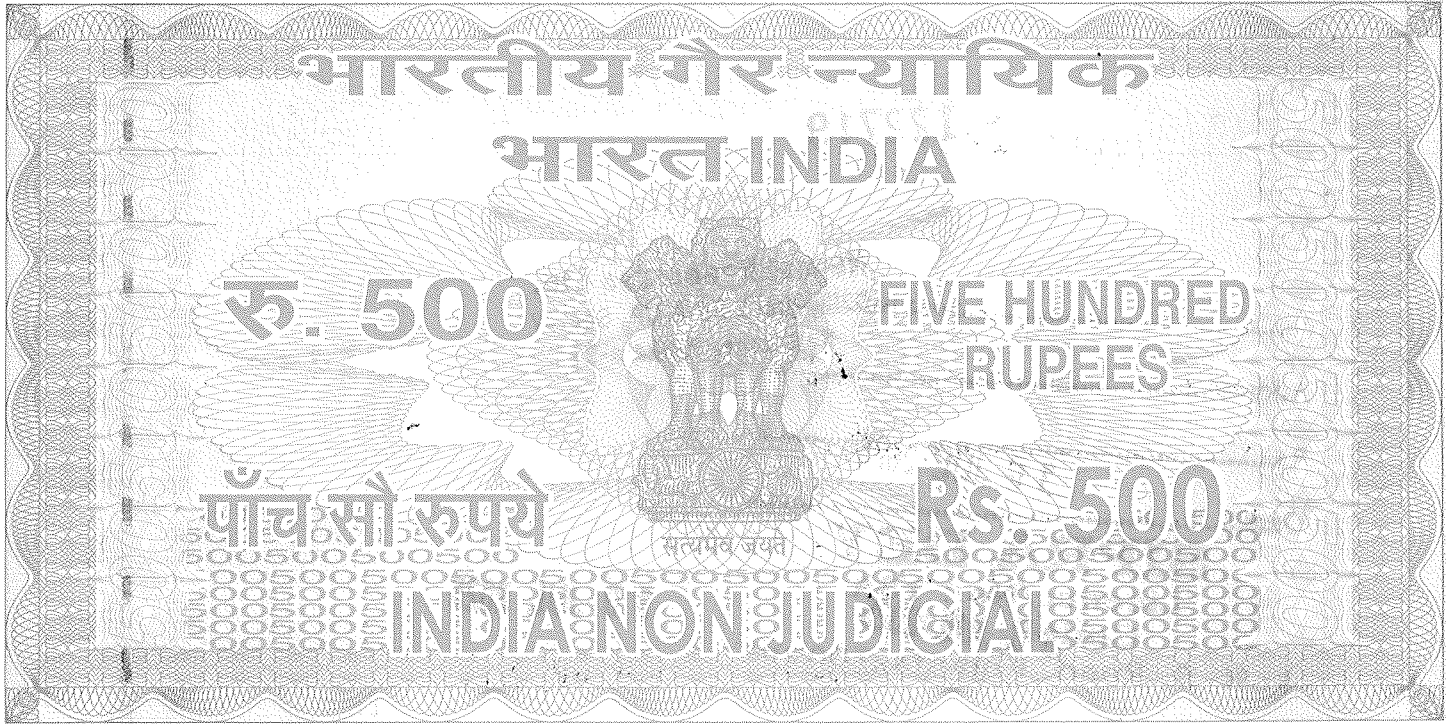 भारतीय गैर न्यायिक
भारत INDIA
रु. 500
FIVE HUNDRED
RUPEES
पाँच सौ रुपये
Rs. 500
सत्यमेव जयते
INDIA NON JUDICIAL